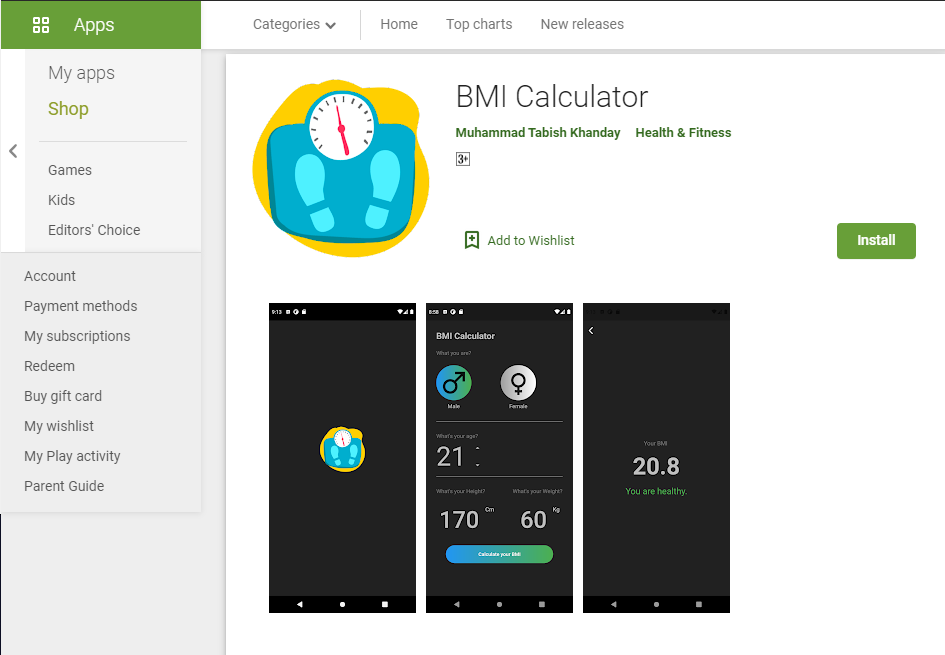 Apps
Categories
Home
Top charts
New releases
My apps
Shop
Games
Kids
Editors' Choice
Account
Payment methods
My subscriptions
Redeem
Buy gift card
My wishlist
My Play activity
Parent Guide
BMI Calculator
Muhammad Tabish Khanday Health & Fitness
3+
Add to Wishlist
Install
9:13
8:58
BMI Calculator
What you are?
Male Female
What's your age?
21
What's your Height? What's your Weight?
170 Cm 60 Kg
Calculate your BMI
Your BMI
20.8
You are healthy.